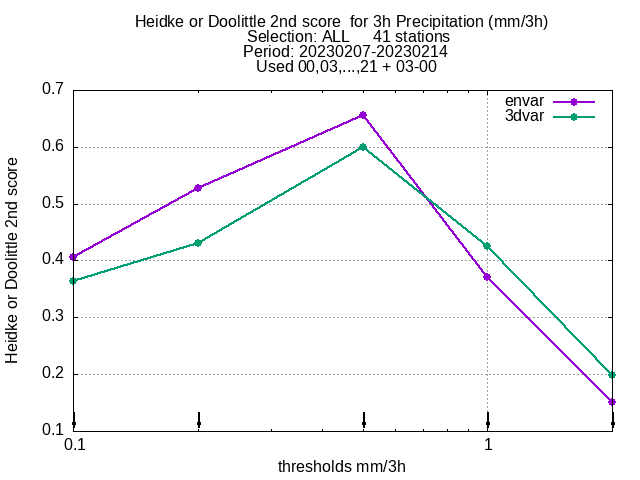 Heidke or Doolittle 2nd score  for 3h Precipitation (mm/3h)
Selection: ALL     41 stations
Period: 20230207-20230214
Used 00,03,...,21 + 03-00
envar
3dvar
0.7
0.6
0.5
0.4
0.3
0.2
0.1
Heidke or Doolittle 2nd score
0.1 1
thresholds mm/3h